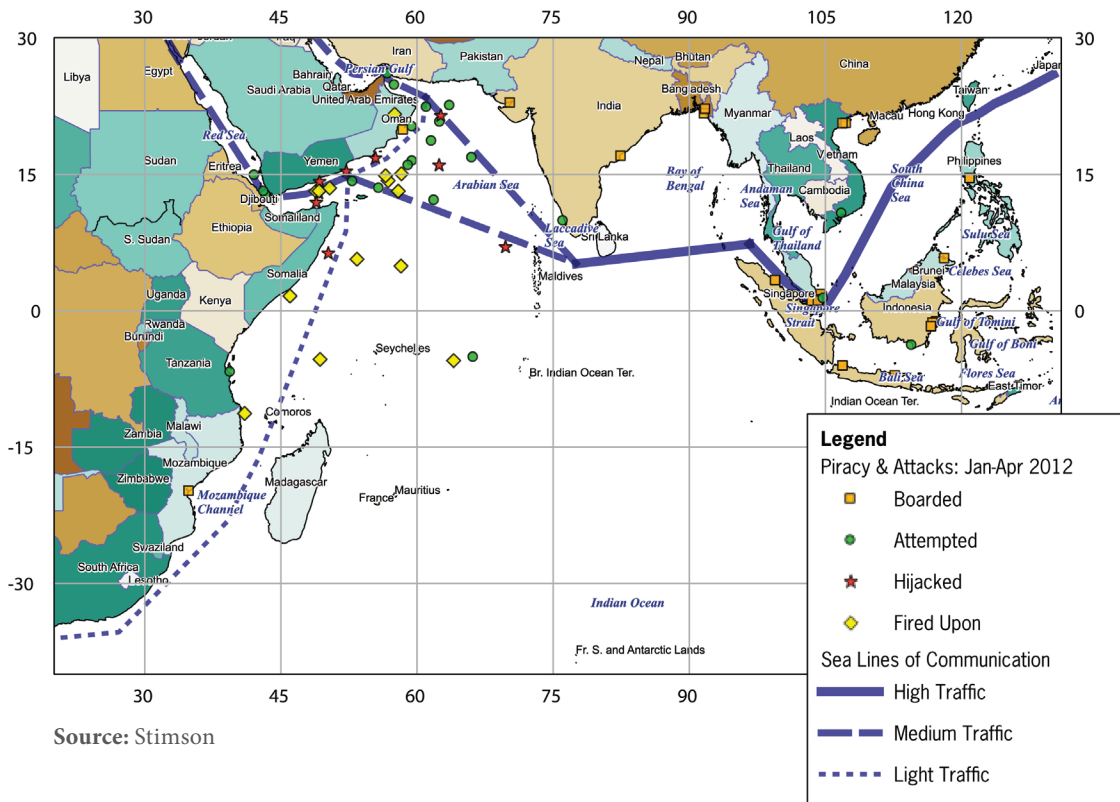 30
45
60
75
90
105
120
30
30
Jordan
Iraq
Iran
Pakistan
Nepal
Bhutan
China
Japan
Libya
Egypt
Bahrain
Persian Gulf
Qatar
Saudi Arabia
United Arab Emirates
Bangladesh
Taiwan
India
Myanmar
Macau
Hong Kong
Oman
Red Sea
Laos
Sudan
Eritrea
Yemen
Vietnam
Philippines
15
15
Arabian Sea
Bay of
Bengal
Thailand
South
China
Sea
Andaman
Sea
Cambodia
Djibouti
Somaliland
Ethiopia
S. Sudan
Laccadive
Sea
Sri Lanka
Gulf of
Thailand
Sulu Sea
Somalia
Maldives
Brunei
Celebes Sea
Malaysia
Uganda
Kenya
Singapore
Indonesia
0
0
Rwanda
Burundi
Singapore
Strait
Gulf of Tomini
Seychelles
Gulf of Boni
Tanzania
Br. Indian Ocean Ter.
Bali Sea
Flores Sea
East Timor
Indian Ocean Ter.
Comoros
Malawi
Zambia
-15
Mozambique
Zimbabwe
Madagascar
Mozambique
Channel
France
Mauritius
Swaziland
South Africa
Lesotho
-30
Indian Ocean
Fr. S. and Antarctic Lands
30
45
60
75
90
Legend
Piracy & Attacks: Jan-Apr 2012
Boarded
Attempted
Hijacked
Fired Upon
Sea Lines of Communication
High Traffic
Medium Traffic
Light Traffic
Source: Stimson